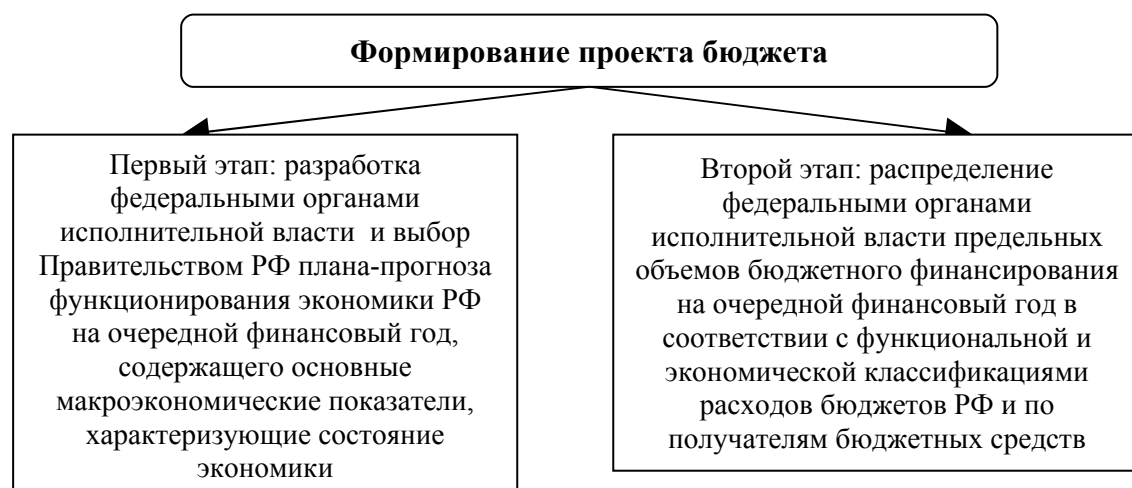 Формирование проекта бюджета
Первый этап: разработка
федеральными органами
исполнительной власти и выбор
Правительством РФ плана-прогноза
функционирования экономики РФ
на очередной финансовый год,
содержащего основные
макроэкономические показатели,
характеризующие состояние
экономики
Второй этап: распределение
федеральными органами
исполнительной власти предельных
объемов бюджетного финансирования
на очередной финансовый год в
соответствии с функциональной и
экономической классификациями
расходов бюджетов РФ и по
получателям бюджетных средств